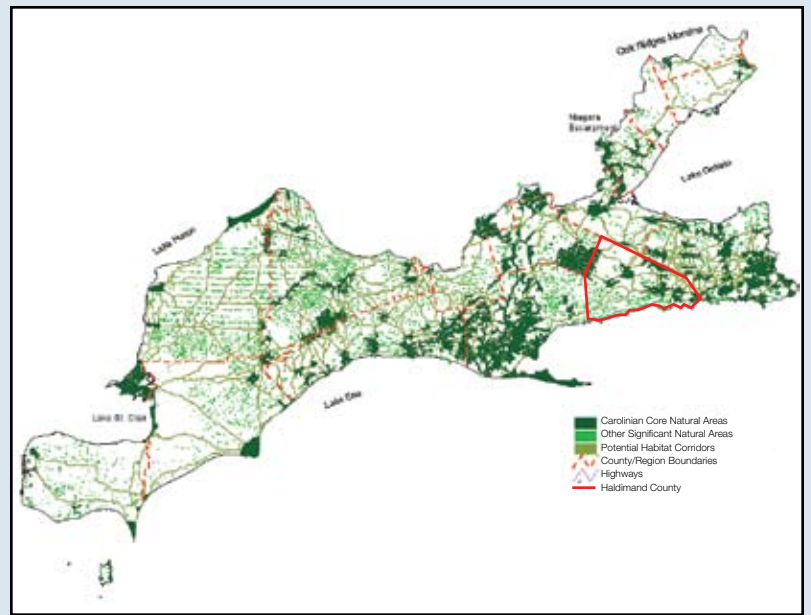 Oak Ridges Moraine
Niagara
Escarpment
Lake Ontario
Lake Huron
Lake Erie
Lake St. Clair
Carolinian Core Natural Areas
Other Significant Natural Areas
Potential Habitat Corridors
County/Region Boundaries
Highways
Haldimand County